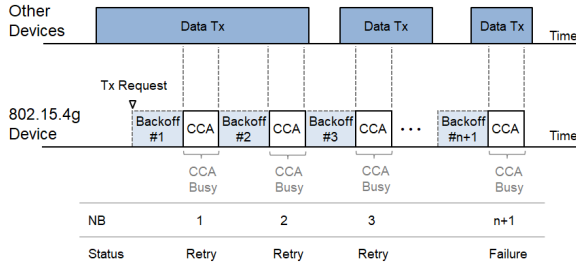 Other
Devices
Data Tx
Data Tx
Data Tx
Time
Tx Request
802.15.4g
Device
Backoff
#1
CCA
Backoff
#2
CCA
Backoff
#3
CCA
...
Backoff
#n+1
CCA
Time
CCA
Busy
CCA
Busy
CCA
Busy
CCA
Busy
NB 1 2 3 n+1
Status Retry Retry Retry Failure